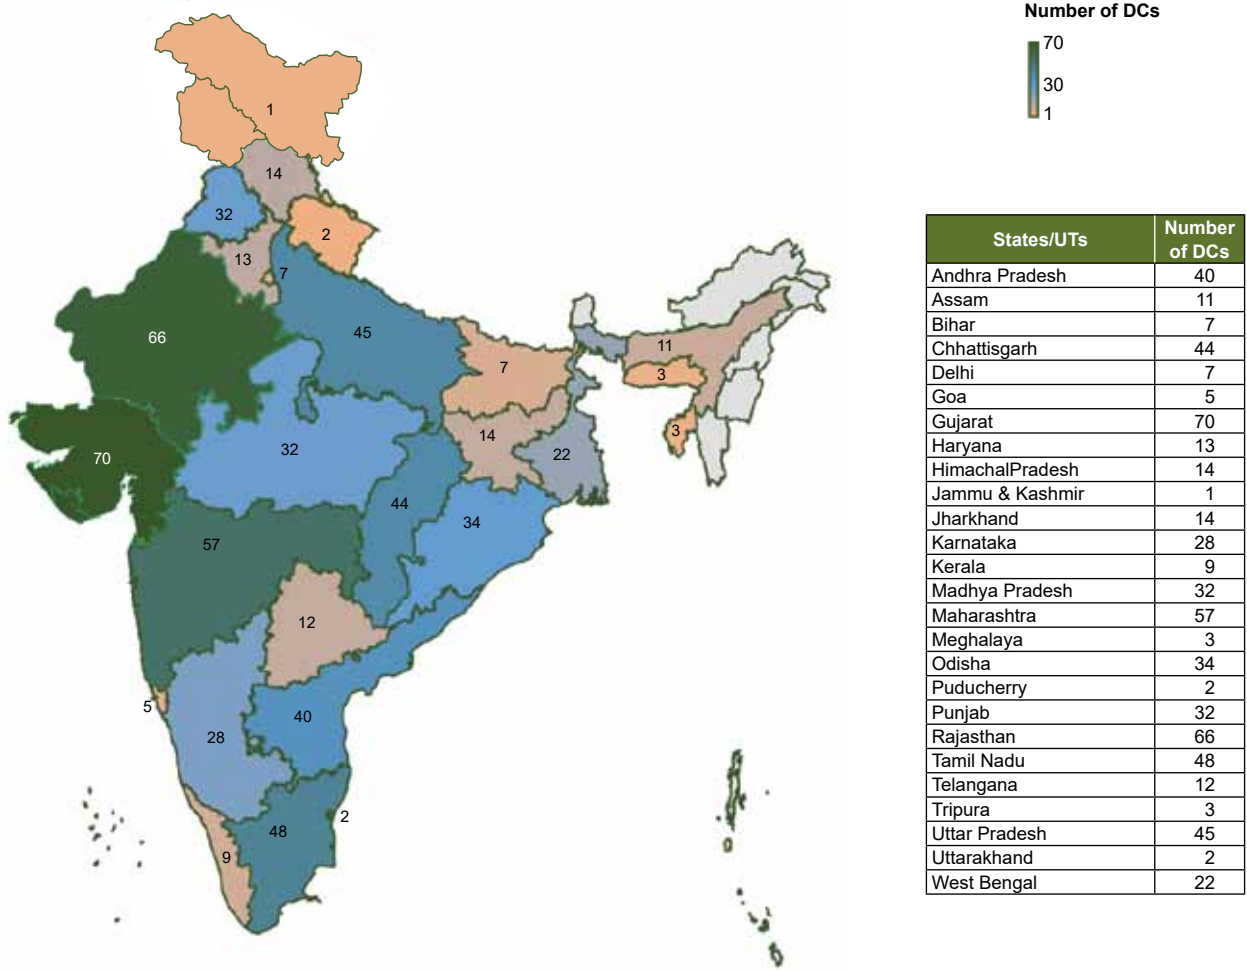 Number of DCs
70
30
1
1
14
32
2
13
7
66
45
7
11
3
70
32
14
22
3
44
34
57
12
5
28
40
2
48
9
States/UTs Number of DCs
Andhra Pradesh 40
Assam 11
Bihar 7
Chhattisgarh 44
Delhi 7
Goa 5
Gujarat 70
Haryana 13
HimachalPradesh 14
Jammu & Kashmir 1
Jharkhand 14
Karnataka 28
Kerala 9
Madhya Pradesh 32
Maharashtra 57
Meghalaya 3
Odisha 34
Puducherry 2
Punjab 32
Rajasthan 66
Tamil Nadu 48
Telangana 12
Tripura 3
Uttar Pradesh 45
Uttarakhand 2
West Bengal 22